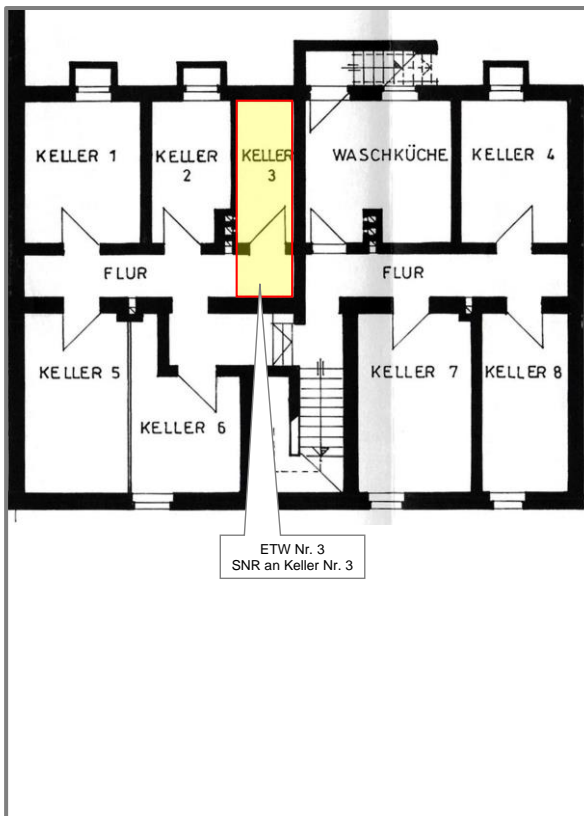 KELLER 1
KELLER
2
KELLER
3
WASCHKÜCHE
KELLER 4
FLUR
FLUR
KELLER 5
KELLER 6
KELLER 7
KELLER 8
ETW Nr. 3
SNR an Keller Nr. 3